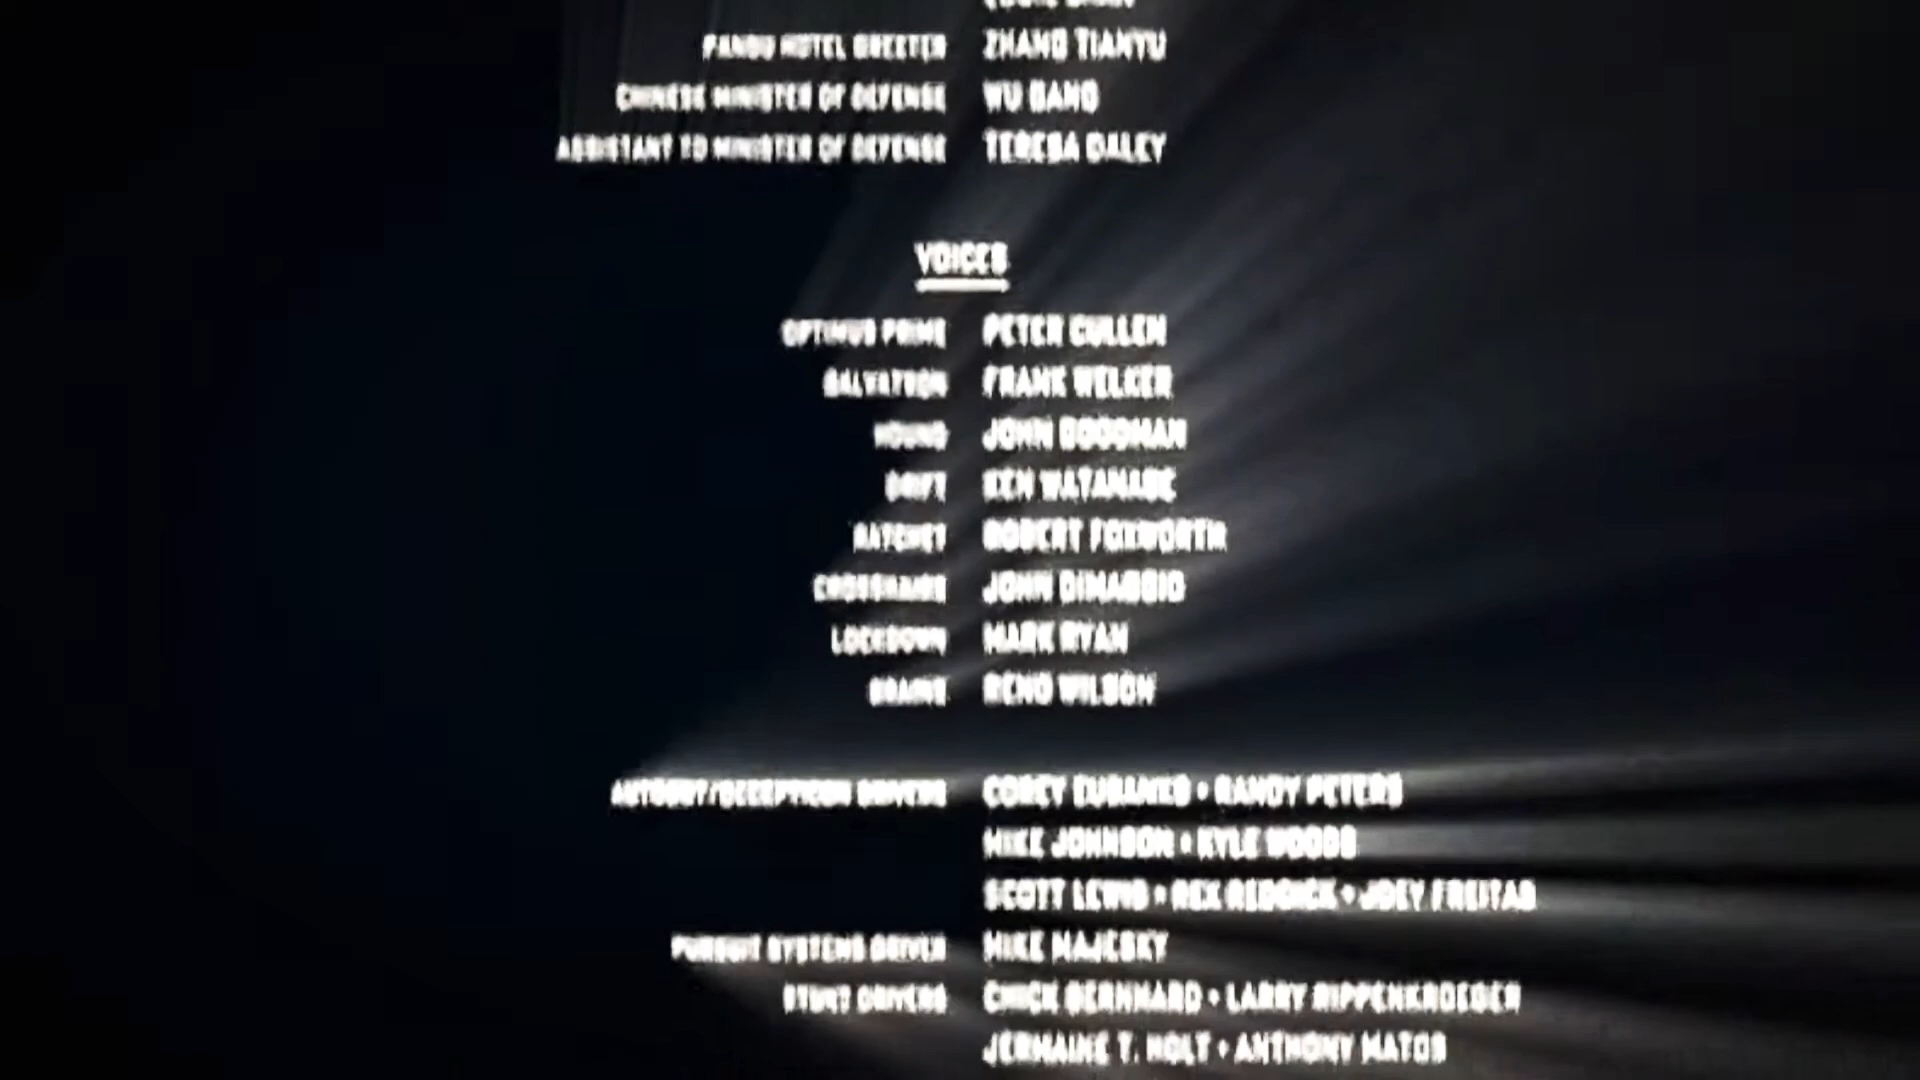 PANGU HOTEL GREETER ZHANG TIANYU
CHINESE MINISTER OF DEFENSE WU GANG
ASSISTANT TO MINISTER OF DEFENSE TERESA DALEY
VOICES
OPTIMUS PRIME PETER CULLEN
GALVATRON FRANK WELKER
HOUND JOHN GOODMAN
DRIFT KEN WATANABE
RATCHET ROBERT FOXWORTH
CROSSHAIRS JOHN DIMAGGIO
LOCKDOWN MARK RYAN
BRAINS RENO WILSON
AUTOBOT/DECEPTICON DRIVERS COREY EUBANKS • RANDY PETERS
MIKE JOHNSON • KYLE WOODS
SCOTT LEWIS • REX REDDICK • JOEY FREITAS
PURSUIT SYSTEMS DRIVER MIKE MAJESKY
STUNT DRIVERS CHICK BERNHARD • LARRY RIPPENKROEGER
JERMAINE T. HOLT • ANTHONY MATOS